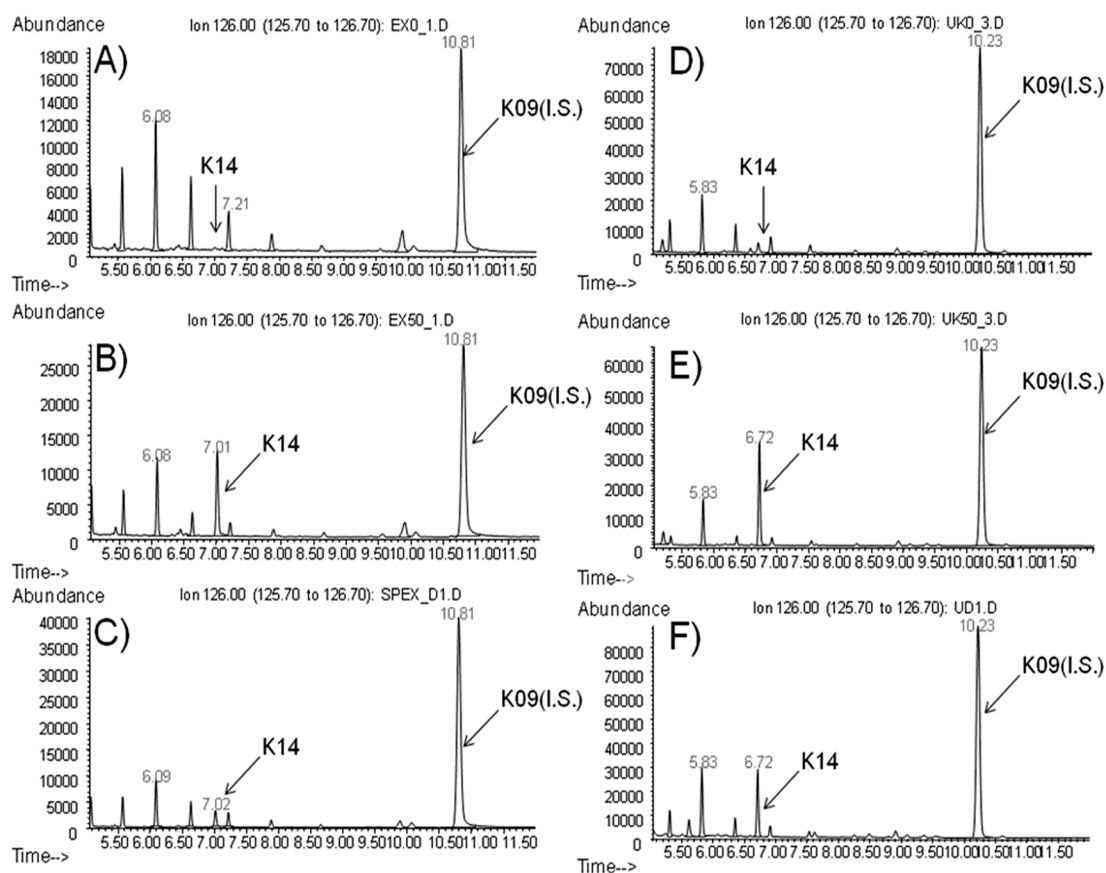 Abundance
Ion 126.00 (125.70 to 126.70): EX0_1.D
A)
10.81
18000
16000
14000
12000
10000
8000
6000
4000
2000
0
6.08
K14
7.21
K09(I.S.)
5.50 6.00 7.00 7.50 8.00 8.50 9.00 9.50 10.00 10.50 11.00 11.50
Time-->
Abundance
Ion 126.00 (125.70 to 126.70): EX50_1.D
B)
10.81
25000
20000
15000
10000
5000
0
6.08
7.01
K14
K09(I.S.)
5.50 6.00 6.50 7.00 7.50 8.00 8.50 9.00 9.50 10.00 10.50 11.00 11.50
Time-->
Abundance
Ion 126.00 (125.70 to 126.70): SPEX_D1.D
C)
10.81
40000
35000
30000
25000
20000
15000
10000
5000
0
6.09
7.02
K14
K09(I.S.)
5.50 6.00 6.50 7.00 7.50 8.00 8.50 9.00 9.50 10.00 10.50 11.00 11.50
Time-->
Abundance
Ion 126.00 (125.70 to 126.70): UK0_3.D
D)
10.23
70000
60000
50000
40000
30000
20000
10000
0
5.83
K14
K09(I.S.)
5.50 6.00 6.50 7.00 7.50 8.00 8.50 9.00 9.50 10.00 10.50 11.00 11.50
Time-->
Abundance
Ion 126.00 (125.70 to 126.70): UK50_3.D
E)
10.23
60000
50000
40000
30000
20000
10000
0
5.83
6.72
K14
K09(I.S.)
5.50 6.00 6.50 7.00 7.50 8.00 8.50 9.00 9.50 10.00 10.50 11.00 11.50
Time-->
Abundance
Ion 126.00 (125.70 to 126.70): UD1.D
F)
10.23
80000
70000
60000
50000
40000
30000
20000
10000
0
5.83
6.72
K14
K09(I.S.)
5.50 6.00 6.50 7.00 7.50 8.00 8.50 9.00 9.50 10.00 10.50 11.00 11.50
Time-->